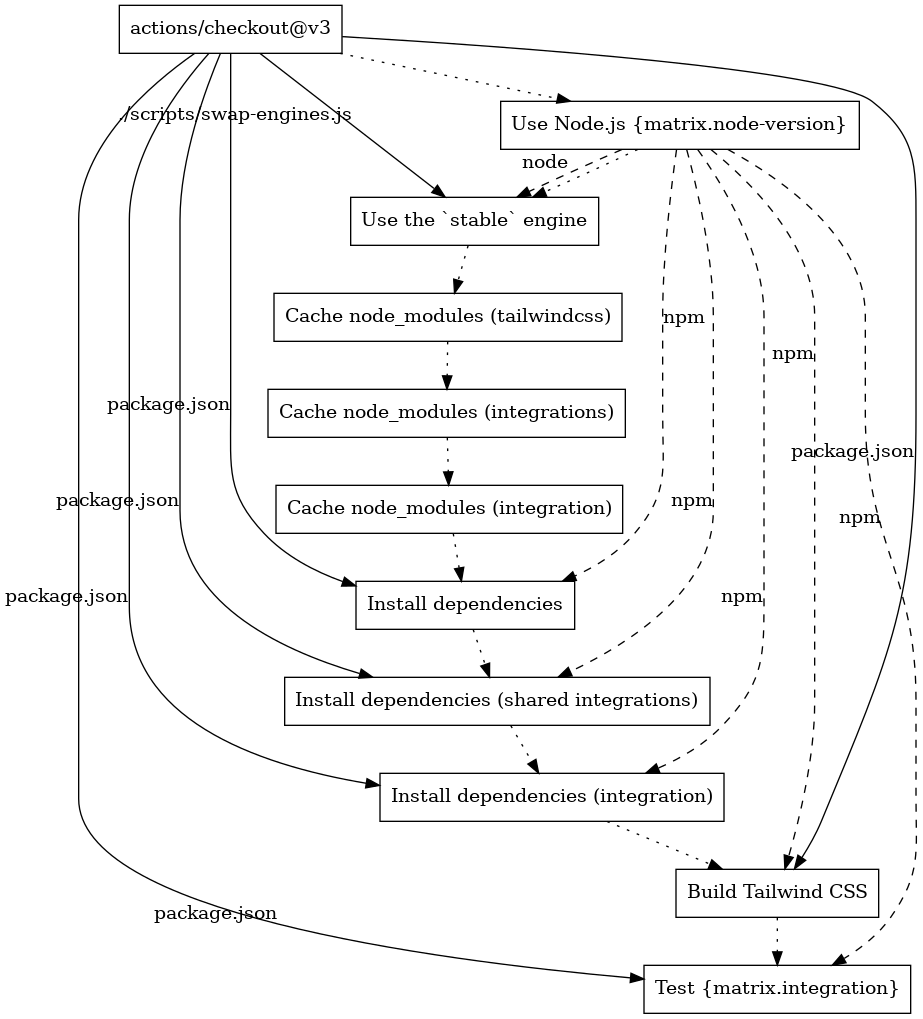 actions/checkout@v3
./scripts/swap-engines.js
Use Node.js {matrix.node-version}
node
Use the `stable` engine
Cache node_modules (tailwindcss)
npm
npm
package.json
Cache node_modules (integrations)
package.json
package.json
npm
Cache node_modules (integration)
npm
package.json
npm
Install dependencies
Install dependencies (shared integrations)
Install dependencies (integration)
Build Tailwind CSS
package.json
Test {matrix.integration}